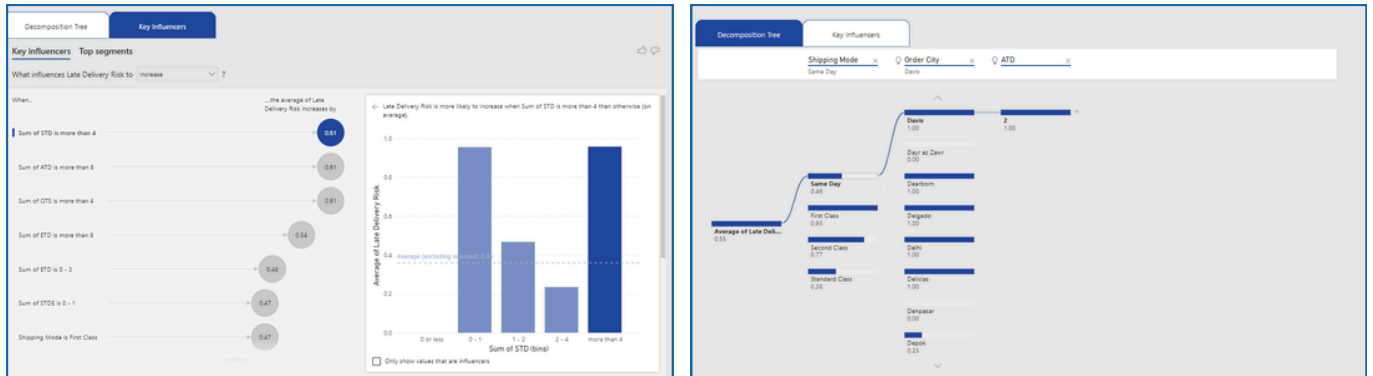 Decomposition Tree
Key Influencers
Key influencers Top segments
What influences Late Delivery Risk to Increase ?
When...
...the average of Late
Delivery Risk increases by
Sum of STD is more than 4
0.61
Sum of ATD is more than 8
0.61
Sum of OTS is more than 4
0.61
Sum of ETD is more than 8
0.54
Sum of ETD is 0 - 3
0.48
Sum of STDE is 0 - 1
0.47
Shipping Mode is First Class
0.47
Late Delivery Risk is more likely to increase when Sum of STD is more than 4 than otherwise (on
average).
Average of Late Delivery Risk
1.0
0.8
0.6
0.4
0.2
0.0
Average (excluding selected)
0 or less
0 - 1
1 - 2
2 - 4
more than 4
Sum of STD (bins)
Only show values that are influencers
Decomposition Tree
Key Influencers
Shipping Mode x
Same Day
Order City x
Davis
ATD x
Average of Late Deli...
0.55
Same Day
0.46
First Class
0.95
Second Class
0.77
Standard Class
0.38
Davis
1.00
Dayr az Zawr
0.00
Dearborn
1.00
Delgado
1.00
Delhi
1.00
Delicias
1.00
Denpasar
0.00
Depok
0.25
2
1.00